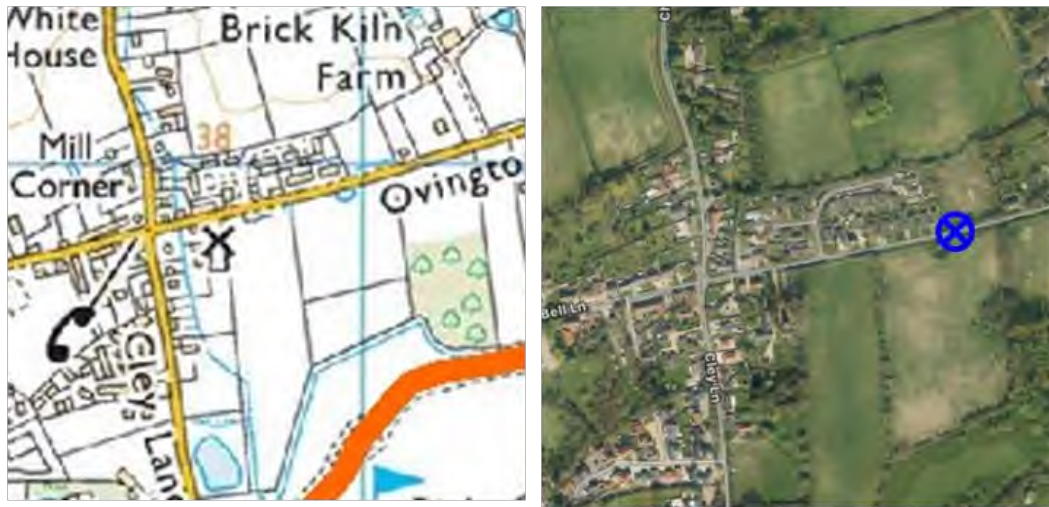 White
House
Brick Kiln
Farm
38
Mill
Corner
Ovingto
Cley
Lane
Bell Ln
Cley Ln